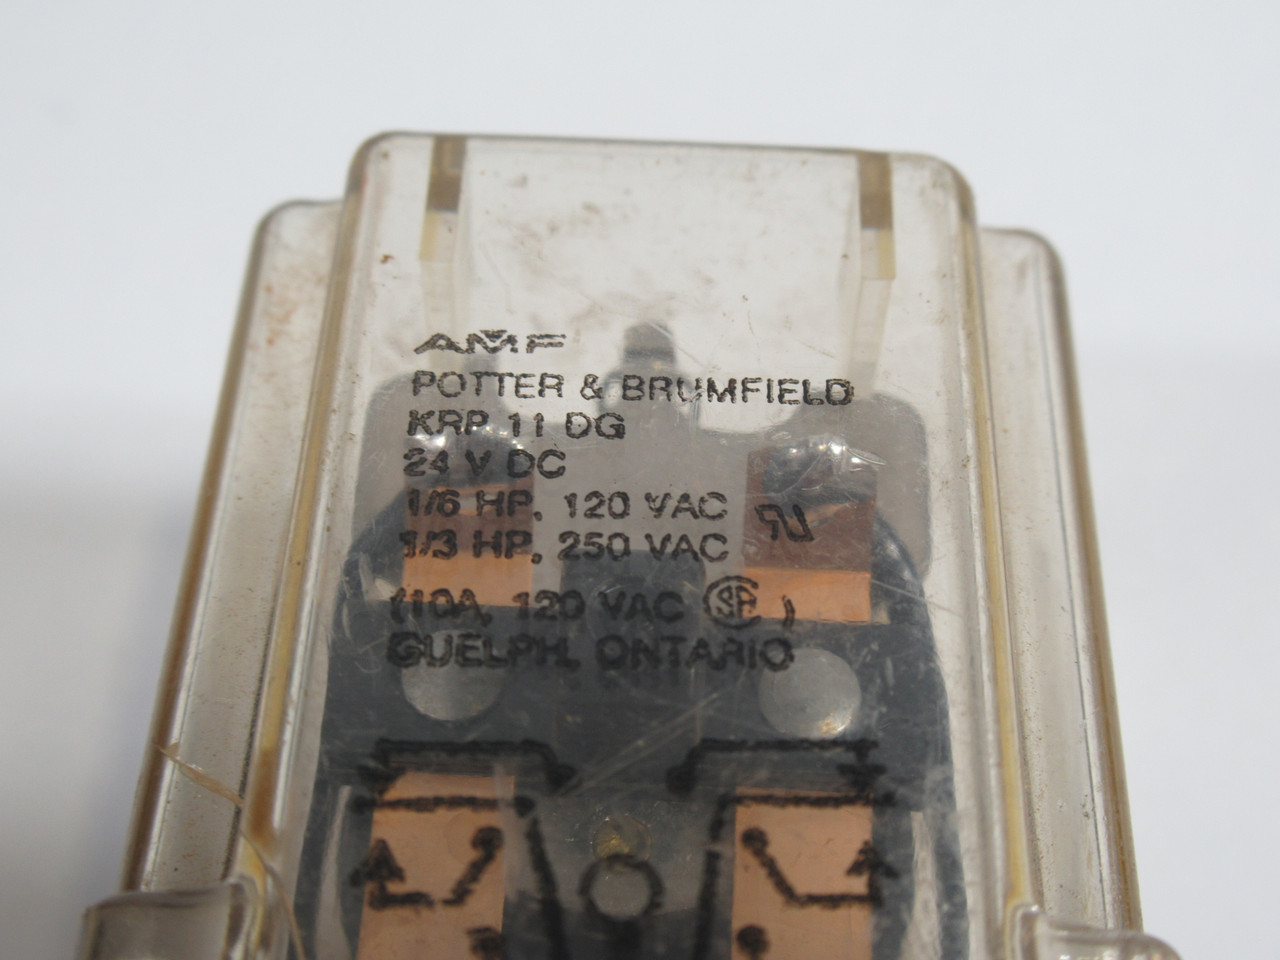 AMF
POTTER & BRUMFIELD
KRP 11 DG
24 V DC
1/6 HP. 120 VAC
1/3 HP. 250 VAC
(10A, 120 VAC SA)
GUELPH, ONTARIO